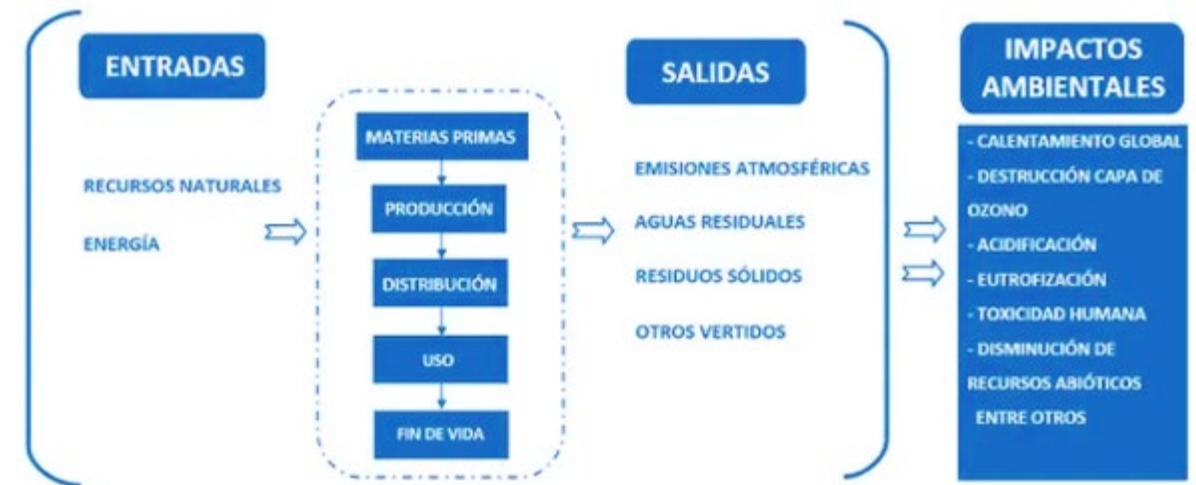 ENTRADAS
RECURSOS NATURALES
ENERGÍA
MATERIAS PRIMAS
PRODUCCIÓN
DISTRIBUCIÓN
USO
FIN DE VIDA
SALIDAS
EMISIONES ATMOSFÉRICAS
AGUAS RESIDUALES
RESIDUOS SÓLIDOS
OTROS VERTIDOS
IMPACTOS
AMBIENTALES
- CALENTAMIENTO GLOBAL
- DESTRUCCIÓN CAPA DE
OZONO
- ACIDIFICACIÓN
- EUTROFIZACIÓN
- TOXICIDAD HUMANA
- DISMINUCIÓN DE
RECURSOS ABIÓTICOS
ENTRE OTROS